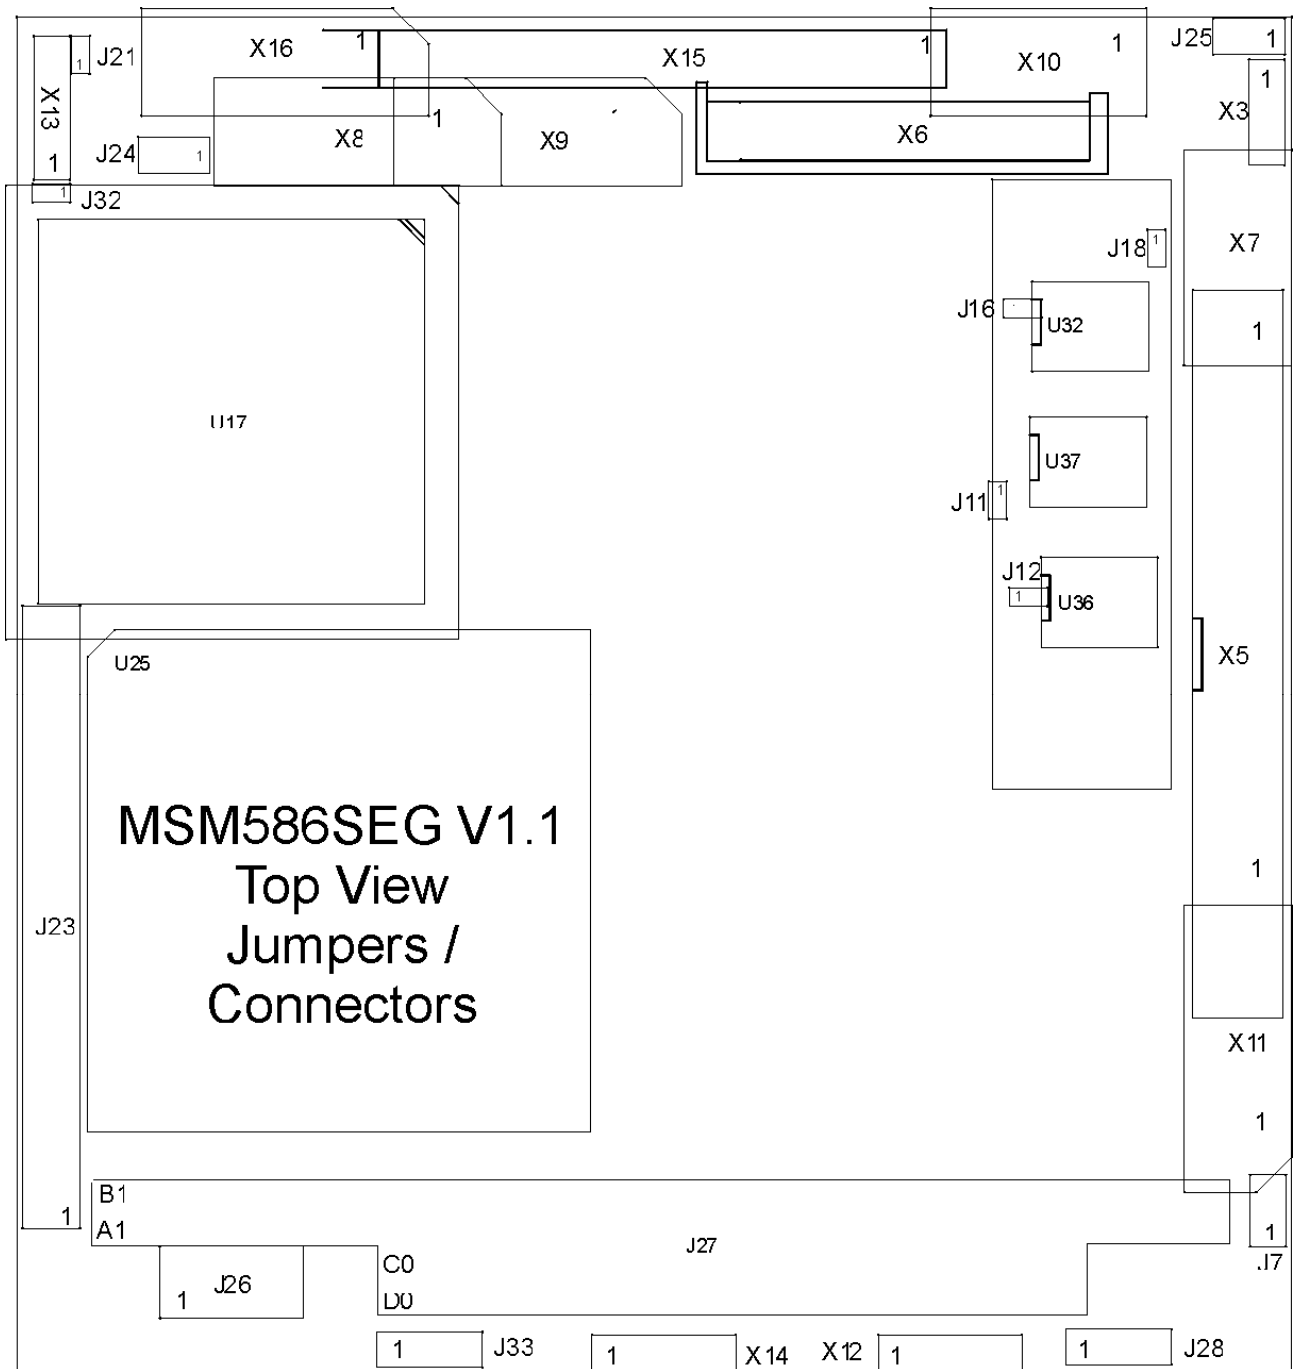 X16
1
X15
1
X10
1
J25
1
J21
1
X13
1
X8
1
X9
X6
X3
1
J24
1
J32
1
X7
J18
1
J16
U32
1
U17
U37
J11
1
J12
1
U36
X5
U25
MSM586SEG V1.1
Top View
Jumpers /
Connectors
1
J23
1
X11
1
B1
A1
J27
1
J7
C0
D0
J26
1
1
J33
1
X14
X12
1
1
J28